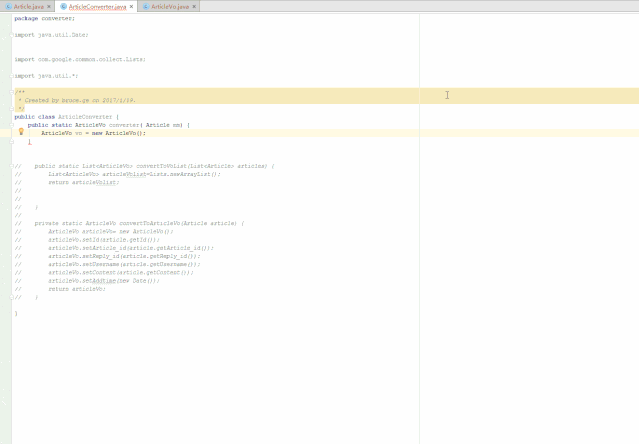 Article.java × ArticleConverter.java × ArticleVo.java ×
package converter;
import java.util.Date;
import com.google.common.collect.Lists;
import java.util.*;
/**
* Created by bruce.ge on 2017/1/14.
*/
public class ArticleConverter {
public static ArticleVo converter( Article em) {
ArticleVo vo = new ArticleVo();
}
// public static List<ArticleVo> convertToVoList(List<Article> articles) {
// List<ArticleVo> articleVolist=Lists.newArrayList();
// return articleVolist;
//
//
// }
//
// private static ArticleVo convertToArticleVo(Article article) {
// ArticleVo articleVo= new ArticleVo();
// articleVo.setId(article.getId());
// articleVo.setArticle_id(article.getArticle_id());
// articleVo.setReply_id(article.getReply_id());
// articleVo.setUsername(article.getUsername());
// articleVo.setContent(article.getContent());
// articleVo.setAddtime(new Date());
// return articleVo;
// }
}